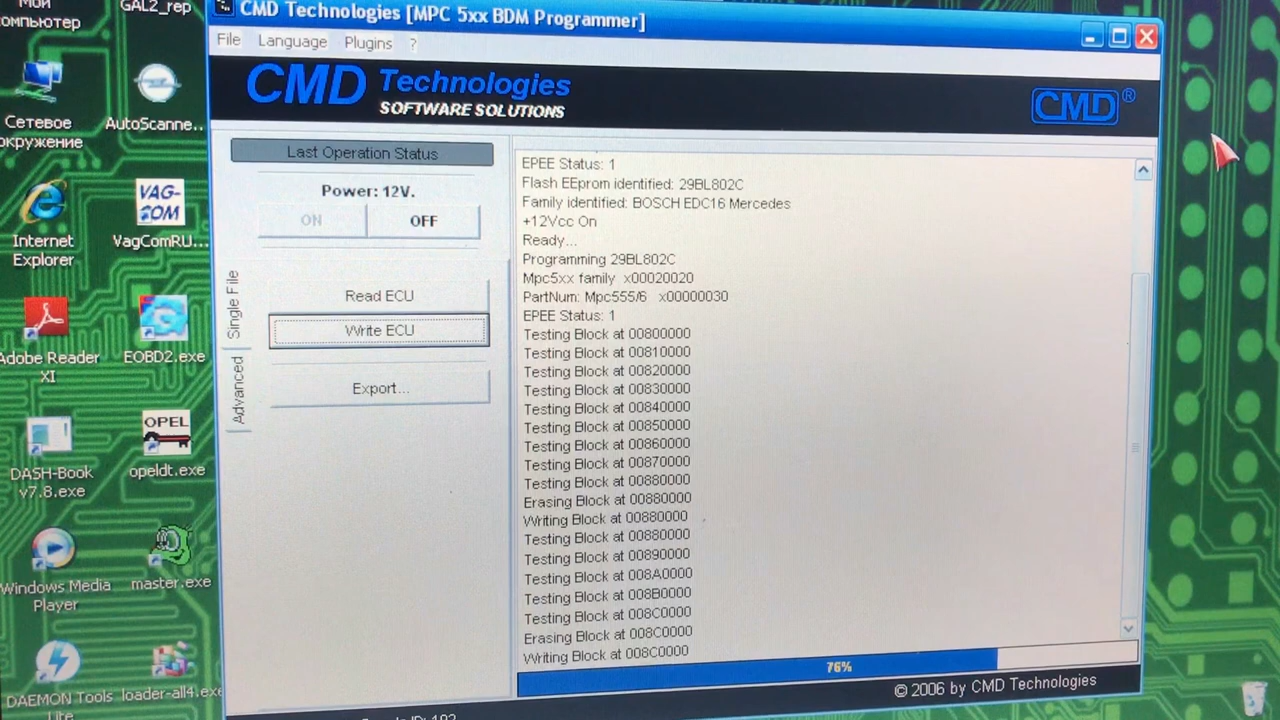 Мой
компьютер
GAL2_rep
Сетевое
окружение
AutoScanne...
Internet
Explorer
VAG-
COM
VagComRU...
Adobe Reader
XI
EOBD2.exe
DASH-Book
v7.8.exe
OPEL
opeldt.exe
Windows Media
Player
master.exe
DAEMON Tools
Lite
loader-all4.exe
CMD Technologies [MPC 5xx BDM Programmer]
File Language Plugins ?
CMD Technologies
SOFTWARE SOLUTIONS
CMD®
Last Operation Status
Power: 12V.
ON OFF
Single File
Advanced
Read ECU
Write ECU
Export...
EPEE Status: 1
Flash EEprom identified: 29BL802C
Family identified: BOSCH EDC16 Mercedes
+12Vcc On
Ready...
Programming 29BL802C
Mpc5xx family x00020020
PartNum: Mpc555/6 x00000030
EPEE Status: 1
Testing Block at 00800000
Testing Block at 00810000
Testing Block at 00820000
Testing Block at 00830000
Testing Block at 00840000
Testing Block at 00850000
Testing Block at 00860000
Testing Block at 00870000
Testing Block at 00880000
Erasing Block at 00880000
Writing Block at 00880000
Testing Block at 00880000
Testing Block at 00890000
Testing Block at 008A0000
Testing Block at 008B0000
Testing Block at 008C0000
Erasing Block at 008C0000
Writing Block at 008C0000
76%
© 2006 by CMD Technologies